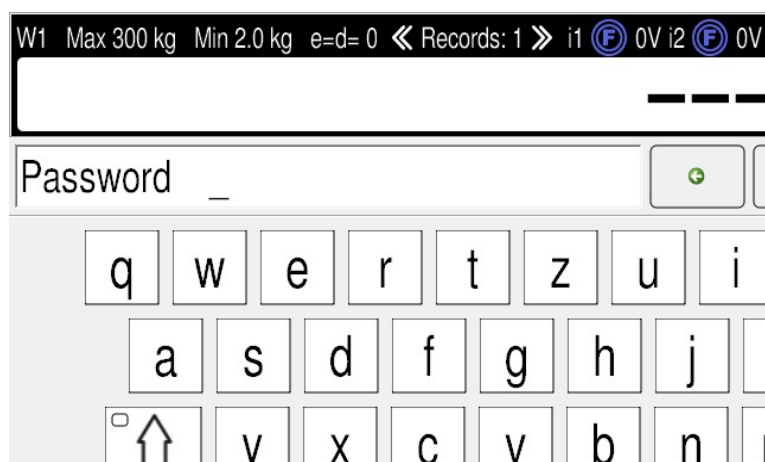 W1 Max 300 kg Min 2.0 kg e=d= 0 ≪ Records: 1 ≫ i1 F 0V i2 F 0V
---
Password _
q w e r t z u i
a s d f g h j
y x c v b n